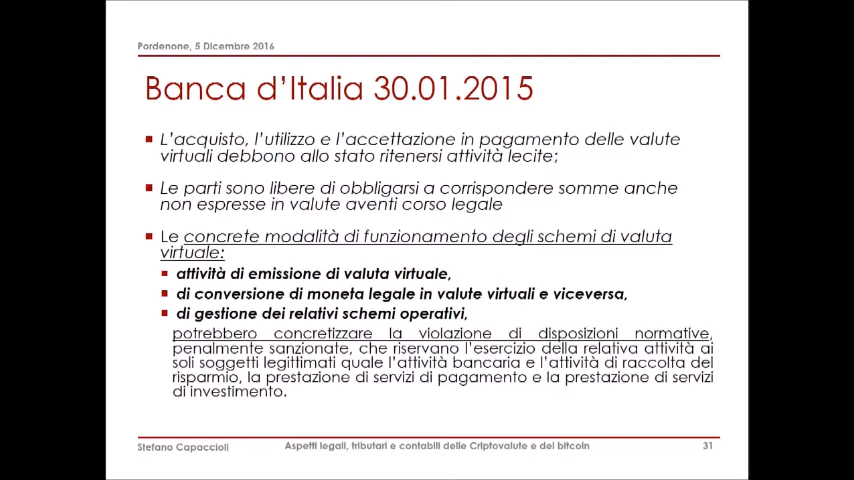 Pordenone, 5 Dicembre 2016
Banca d'Italia 30.01.2015
L'acquisto, l'utilizzo e l'accettazione in pagamento delle valute
virtuali debbono allo stato ritenersi attività lecite;
Le parti sono libere di obbligarsi a corrispondere somme anche
non espresse in valute aventi corso legale
Le concrete modalità di funzionamento degli schemi di valuta
virtuale:
attività di emissione di valuta virtuale,
di conversione di moneta legale in valute virtuali e viceversa,
di gestione dei relativi schemi operativi,
potrebbero concretizzare la violazione di disposizioni normative,
penalmente sanzionate, che riservano l'esercizio della relativa attività ai
soli soggetti legittimati quale l'attività bancaria e l'attività di raccolta del
risparmio, la prestazione di servizi di pagamento e la prestazione di servizi
di investimento.
Stefano Capaccioli
Aspetti legali, tributari e contabili delle Criptovalute e dei bitcoin
31